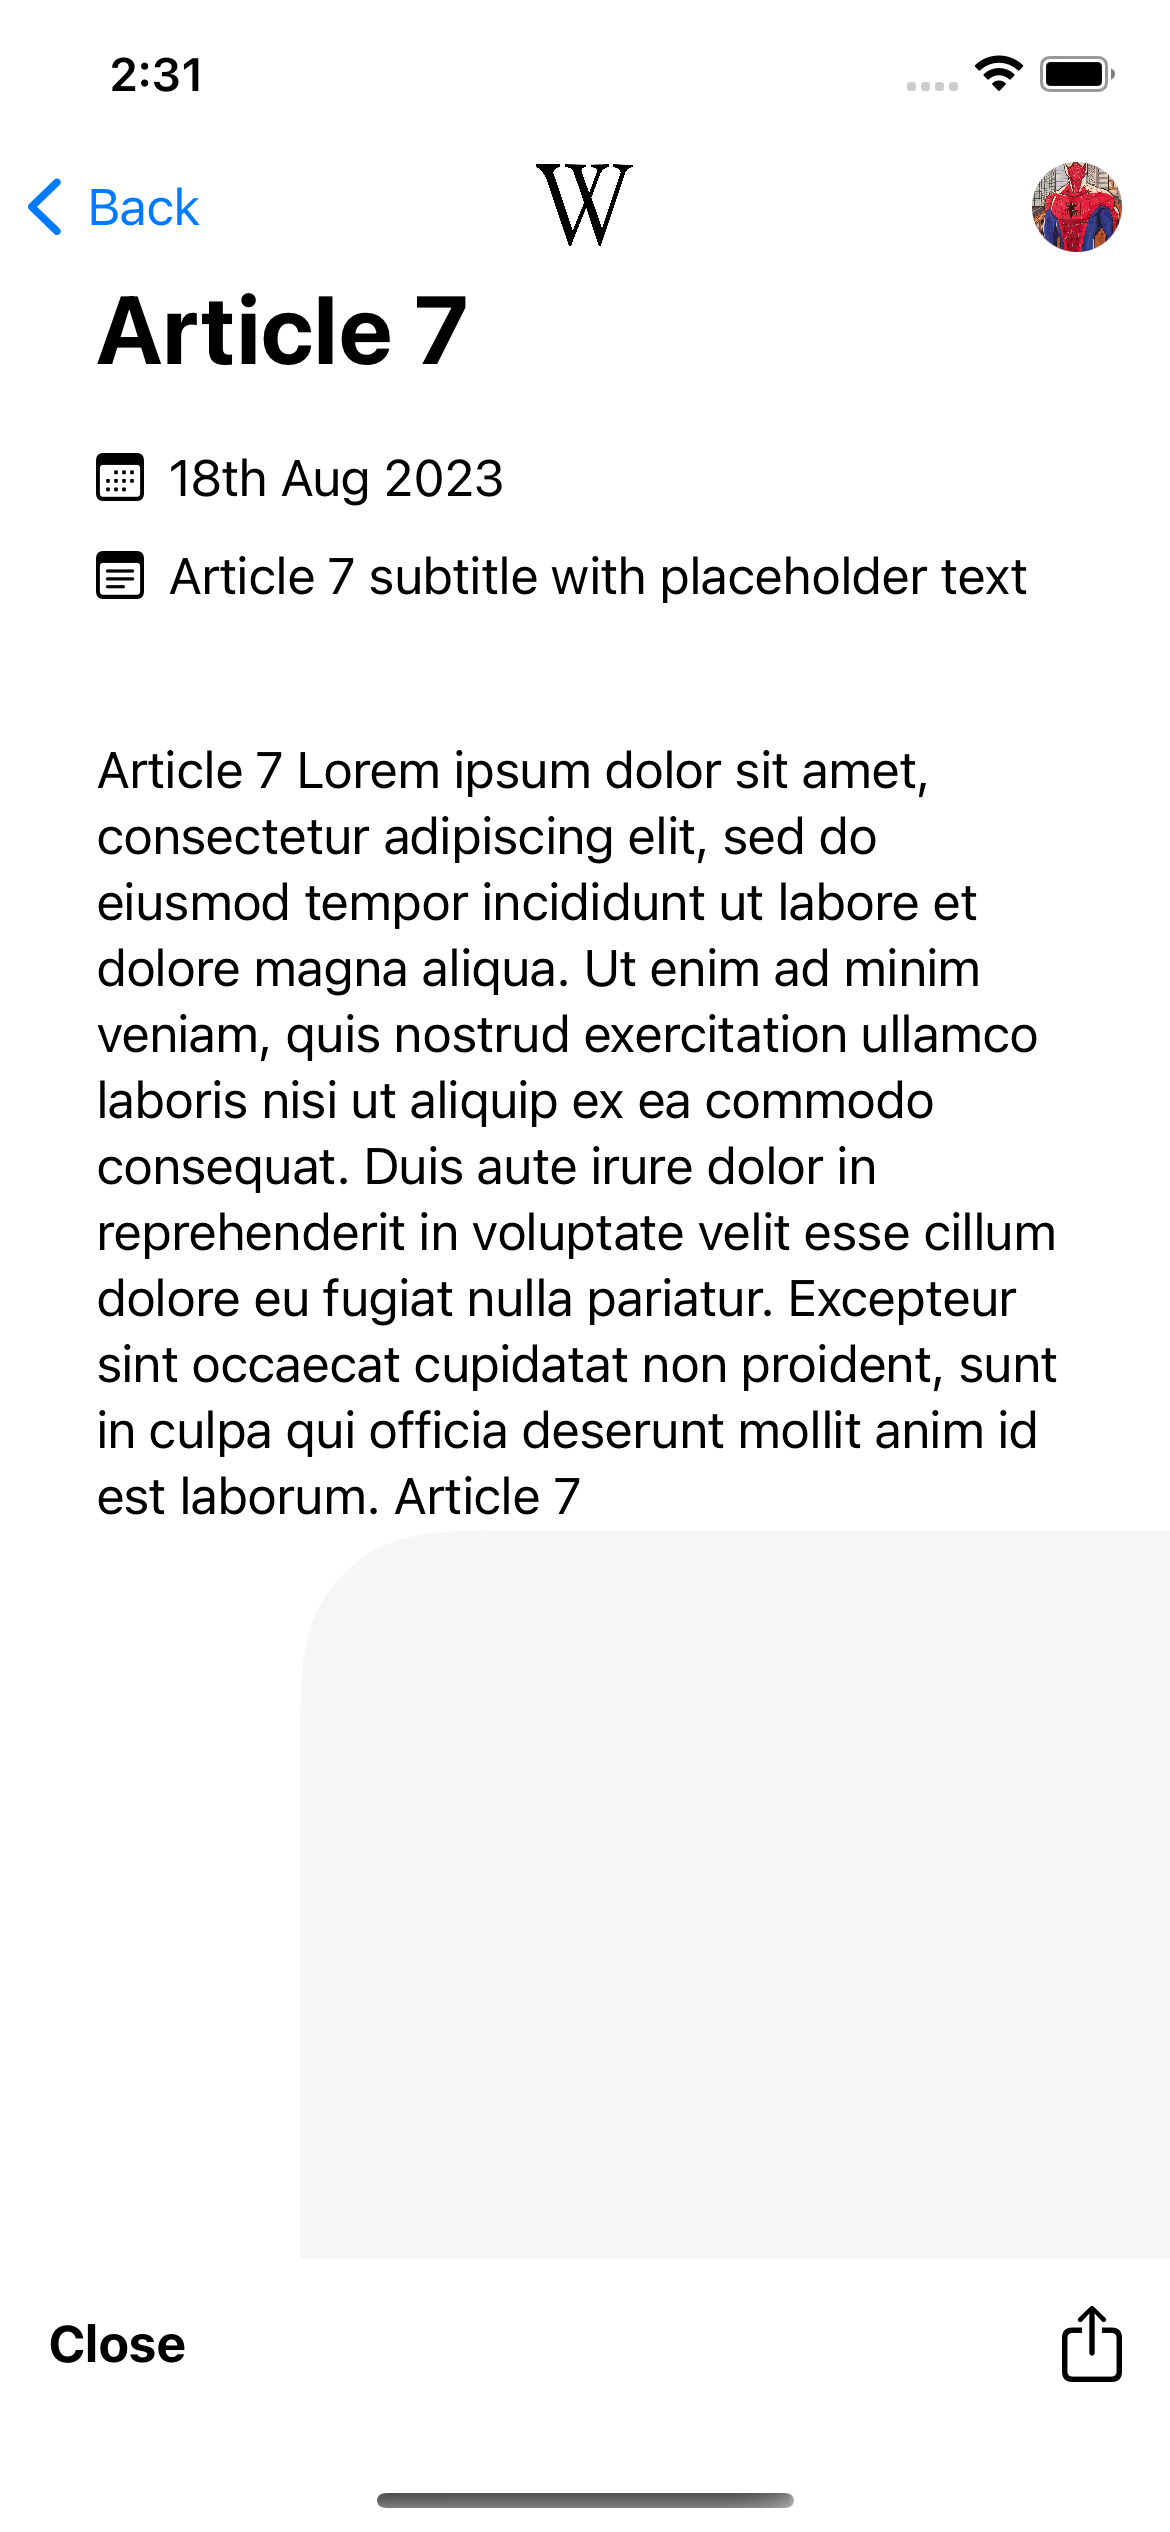 2:31
Back
W
Article 7
18th Aug 2023
Article 7 subtitle with placeholder text
Article 7 Lorem ipsum dolor sit amet,
consectetur adipiscing elit, sed do
eiusmod tempor incididunt ut labore et
dolore magna aliqua. Ut enim ad minim
veniam, quis nostrud exercitation ullamco
laboris nisi ut aliquip ex ea commodo
consequat. Duis aute irure dolor in
reprehenderit in voluptate velit esse cillum
dolore eu fugiat nulla pariatur. Excepteur
sint occaecat cupidatat non proident, sunt
in culpa qui officia deserunt mollit anim id
est laborum. Article 7
Close